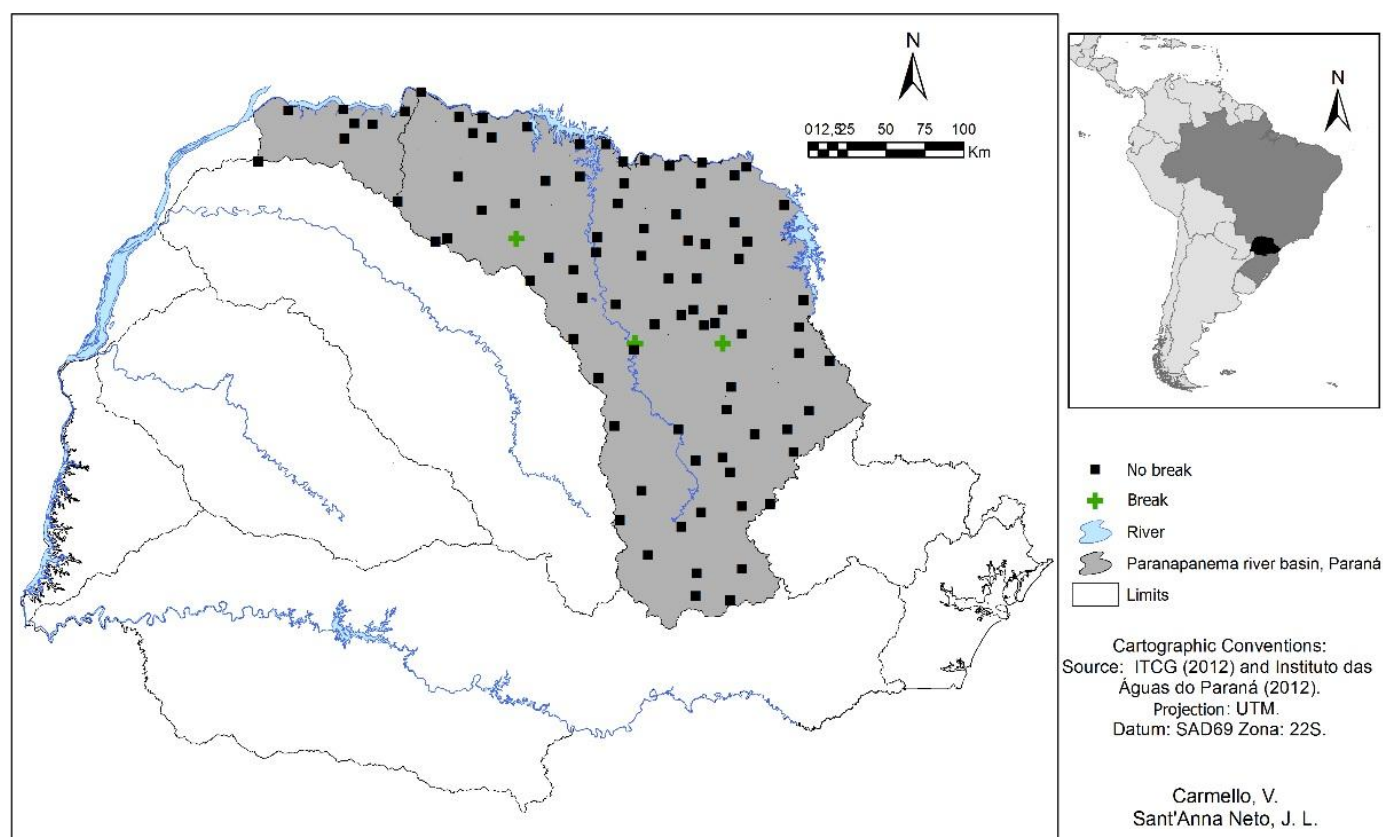 N
012,525 50 75 100
Km
N
No break
Break
River
Paranapanema river basin, Paraná
Limits
Cartographic Conventions:
Source: ITCG (2012) and Instituto das
Águas do Paraná (2012).
Projection: UTM.
Datum: SAD69 Zona: 22S.
Carmello, V.
Sant'Anna Neto, J. L.